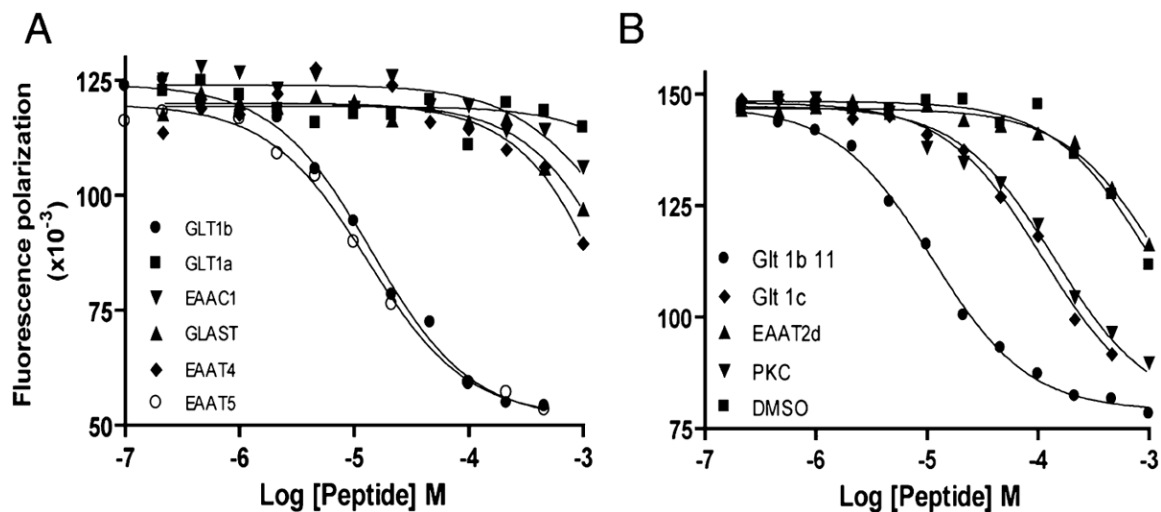 A
Fluorescence polarization
(x10-3)
125
100
75
50
GLT1b
GLT1a
EAAC1
GLAST
EAAT4
EAAT5
-7
-6
-5
-4
-3
Log [Peptide] M
B
150
125
100
75
Glt 1b 11
Glt 1c
EAAT2d
PKC
DMSO
-7
-6
-5
-4
-3
Log [Peptide] M